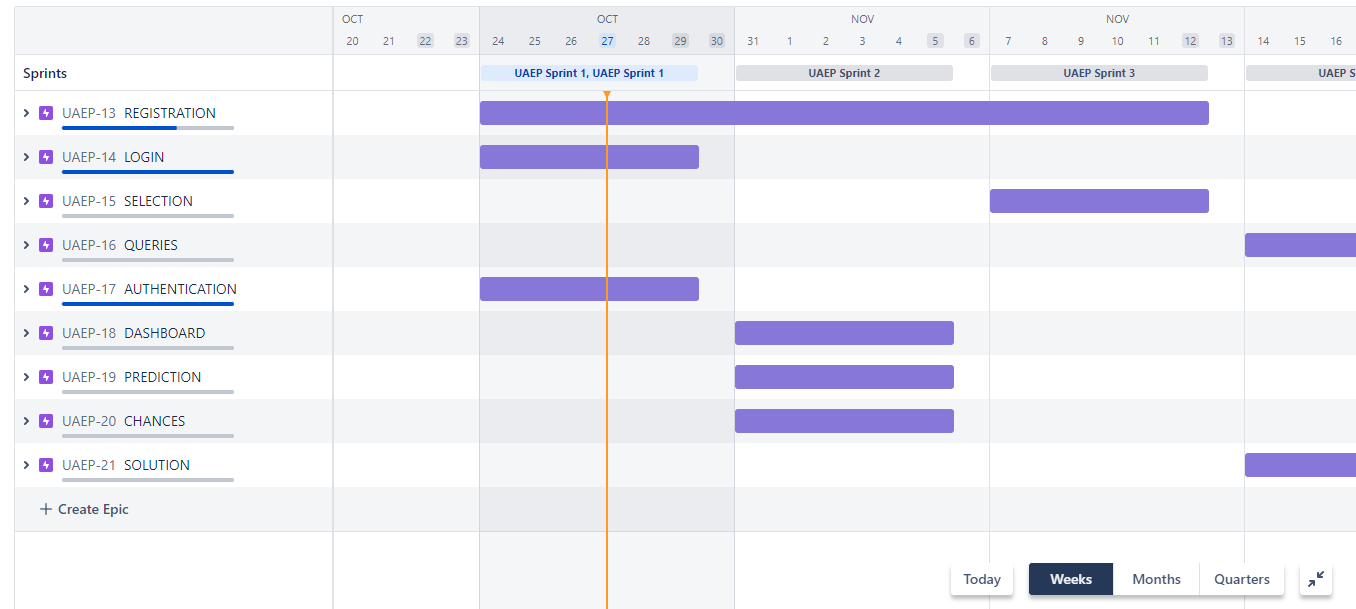 OCT OCT NOV NOV
20 21 22 23 24 25 26 27 28 29 30 31 1 2 3 4 5 6 7 8 9 10 11 12 13 14 15 16
Sprints UAEP Sprint 1, UAEP Sprint 1 UAEP Sprint 2 UAEP Sprint 3 UAEP S
UAEP-13 REGISTRATION
UAEP-14 LOGIN
UAEP-15 SELECTION
UAEP-16 QUERIES
UAEP-17 AUTHENTICATION
UAEP-18 DASHBOARD
UAEP-19 PREDICTION
UAEP-20 CHANCES
UAEP-21 SOLUTION
+ Create Epic
Today Weeks Months Quarters